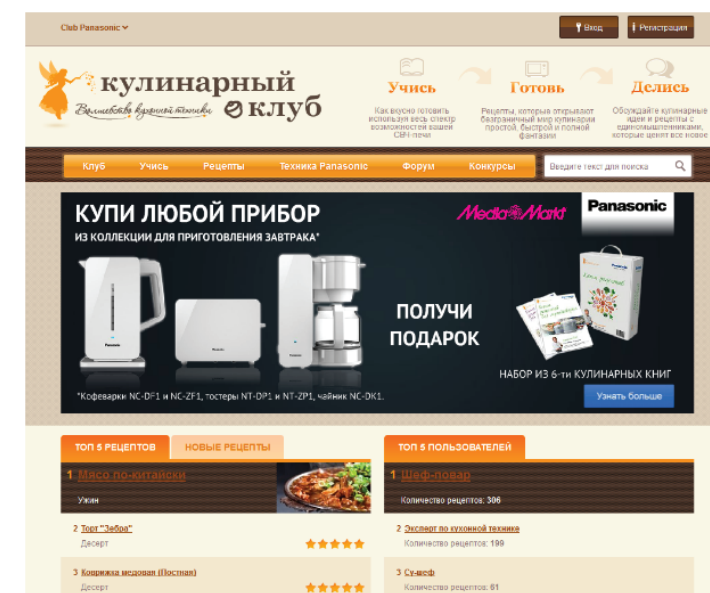 Club Panasonic
Вход
Регистрация
кулинарный
клуб
Волшебство кухонной техники
Учись
Как вкусно готовить
используя весь спектр
возможностей вашей
СВЧ-печи
Готовь
Рецепты, которые открывают
безграничный мир кулинарии
простой, быстрой и полной
фантазии
Делись
Обсуждайте кулинарные
идеи и рецепты с
единомышленниками,
которые ценят все новое
Клуб Учись Рецепты Техника Panasonic Форум Конкурсы Введите текст для поиска
КУПИ ЛЮБОЙ ПРИБОР
ИЗ КОЛЛЕКЦИИ ДЛЯ ПРИГОТОВЛЕНИЯ ЗАВТРАКА*
Media Markt
Panasonic
ПОЛУЧИ
ПОДАРОК
НАБОР ИЗ 6-ти КУЛИНАРНЫХ КНИГ
*Кофеварки NC-DF1 и NC-ZF1, тостеры NT-DP1 и NT-ZP1, чайник NC-DK1.
Узнать больше
ТОП 5 РЕЦЕПТОВ НОВЫЕ РЕЦЕПТЫ
1 Мясо по-китайски
Ужин
2 Торт "Зебра"
Десерт
3 Коврижка медовая (Постная)
Десерт
ТОП 5 ПОЛЬЗОВАТЕЛЕЙ
1 Шеф-повар
Количество рецептов: 306
2 Эксперт по кухонной технике
Количество рецептов: 199
3 Су-шеф
Количество рецептов: 61